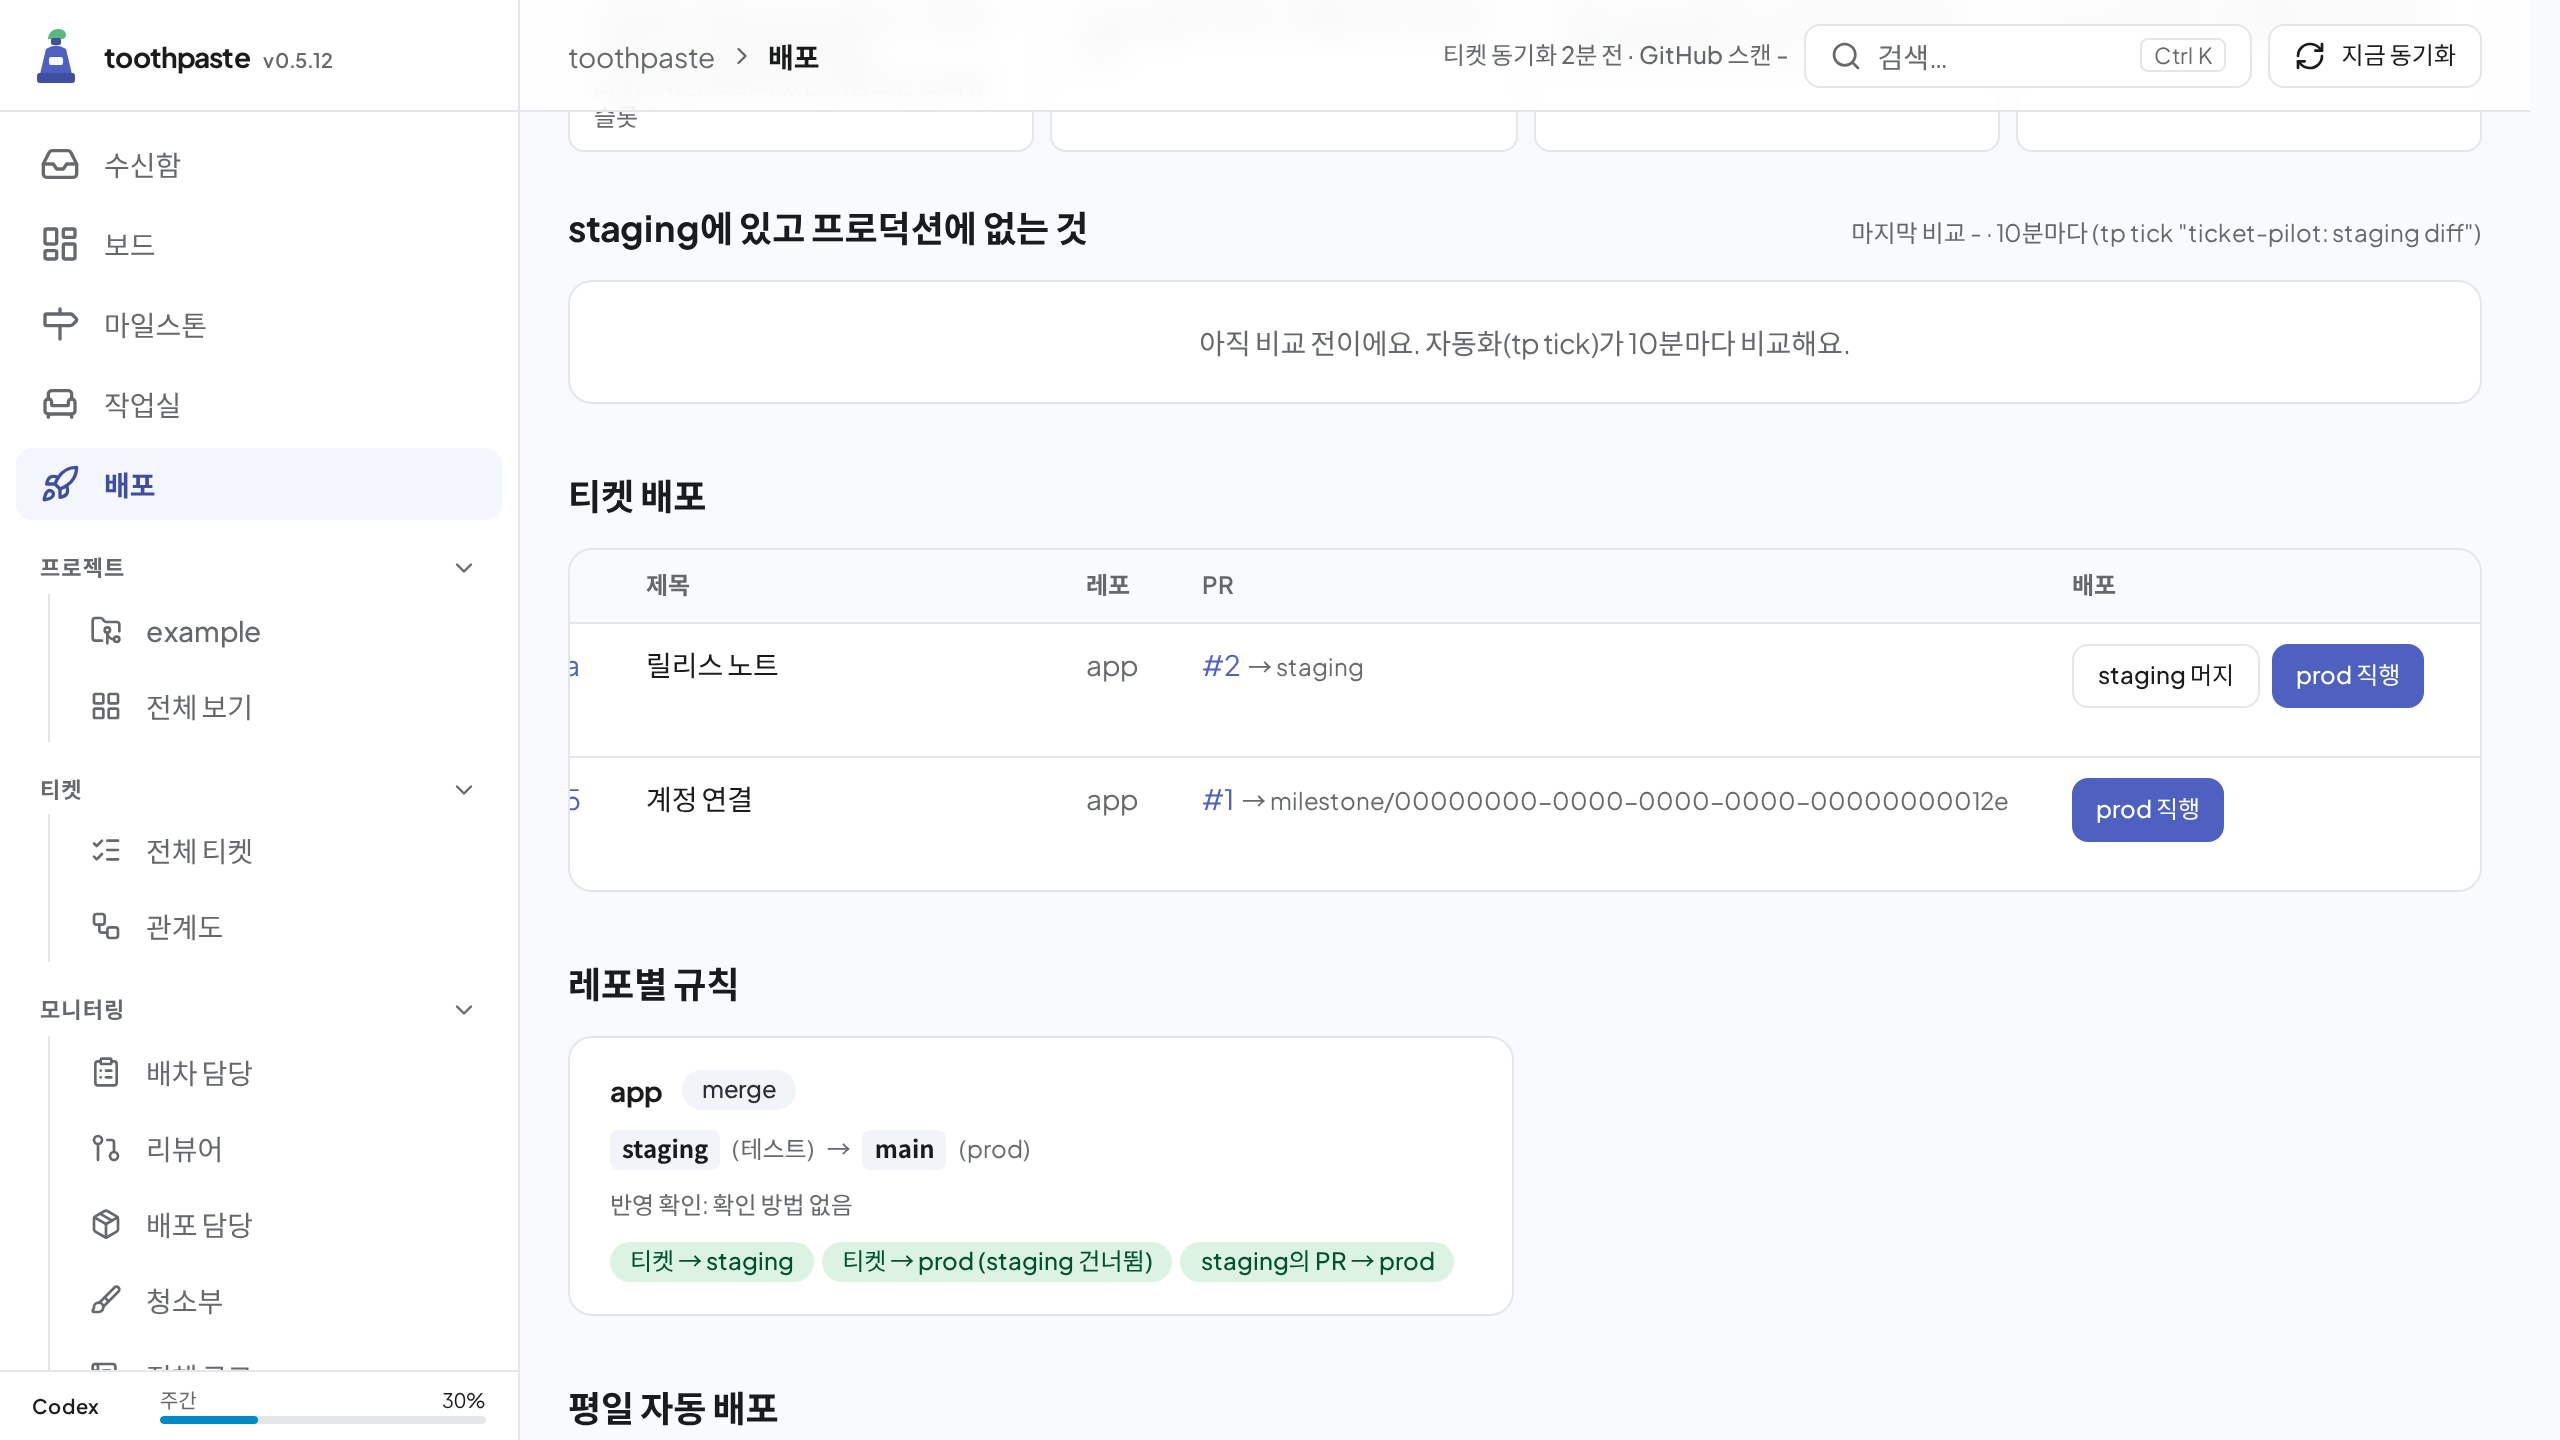 toothpaste v0.5.12
toothpaste > 배포
티켓 동기화 2분 전 · GitHub 스캔 -
검색...
Ctrl K
지금 동기화
수신함
보드
마일스톤
작업실
배포
프로젝트
example
전체 보기
티켓
전체 티켓
관계도
모니터링
배차 담당
리뷰어
배포 담당
청소부
Codex
주간
30%
슬롯
staging에 있고 프로덕션에 없는 것
마지막 비교 - · 10분마다 (tp tick "ticket-pilot: staging diff")
아직 비교 전이에요. 자동화(tp tick)가 10분마다 비교해요.
티켓 배포
제목 레포 PR 배포
a 릴리스 노트 app #2 → staging staging 머지 prod 직행
5 계정 연결 app #1 → milestone/00000000-0000-0000-0000-00000000012e prod 직행
레포별 규칙
app merge
staging (테스트) → main (prod)
반영 확인: 확인 방법 없음
티켓 → staging 티켓 → prod (staging 건너뜀) staging의 PR → prod
평일 자동 배포